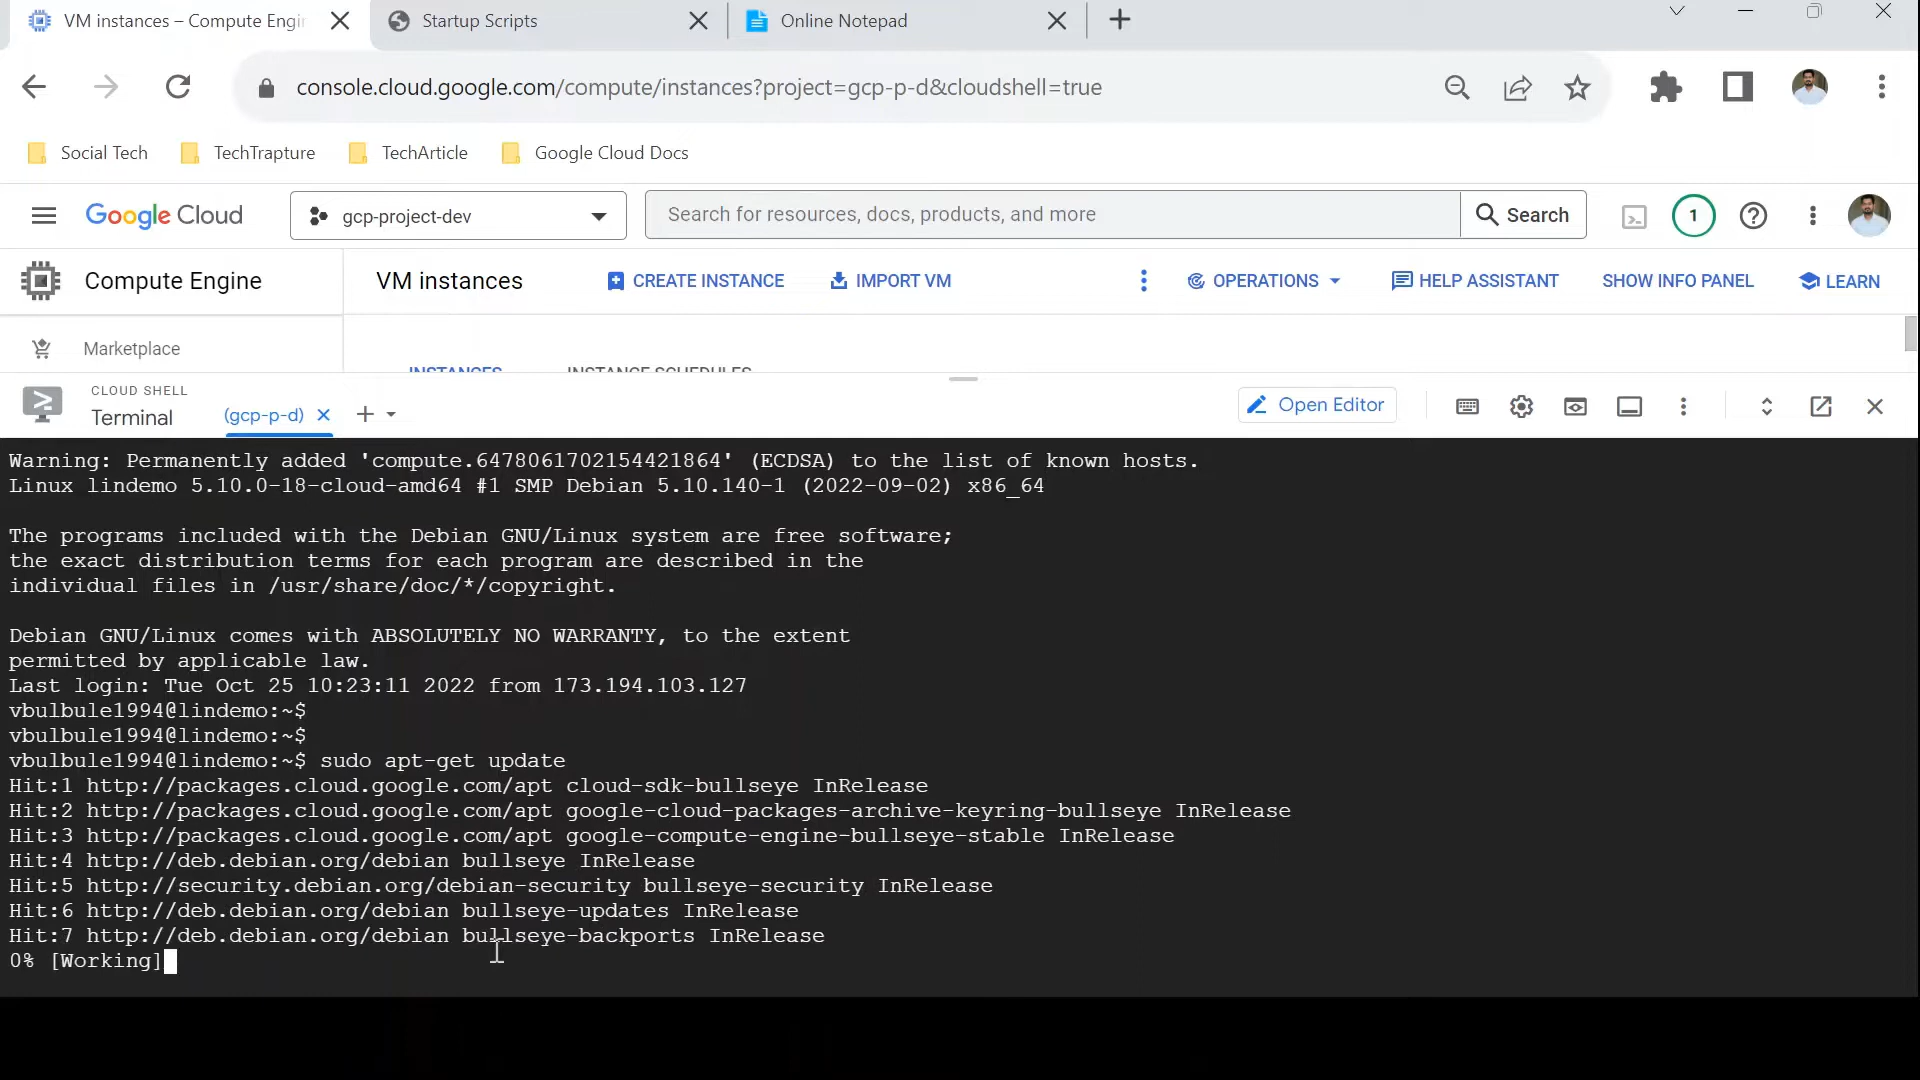 VM instances – Compute Engi
Startup Scripts
Online Notepad
console.cloud.google.com/compute/instances?project=gcp-p-d&cloudshell=true
Social Tech
TechTrapture
TechArticle
Google Cloud Docs
Google Cloud
gcp-project-dev
Search for resources, docs, products, and more
Search
1
Compute Engine
VM instances
CREATE INSTANCE
IMPORT VM
OPERATIONS
HELP ASSISTANT
SHOW INFO PANEL
LEARN
Marketplace
INSTANCES
INSTANCE SCHEDULES
CLOUD SHELL
Terminal
(gcp-p-d)
Open Editor
Warning: Permanently added 'compute.6478061702154421864' (ECDSA) to the list of known hosts.
Linux lindemo 5.10.0-18-cloud-amd64 #1 SMP Debian 5.10.140-1 (2022-09-02) x86_64
The programs included with the Debian GNU/Linux system are free software;
the exact distribution terms for each program are described in the
individual files in /usr/share/doc/*/copyright.
Debian GNU/Linux comes with ABSOLUTELY NO WARRANTY, to the extent
permitted by applicable law.
Last login: Tue Oct 25 10:23:11 2022 from 173.194.103.127
vbulbule1994@lindemo:~$
vbulbule1994@lindemo:~$
vbulbule1994@lindemo:~$ sudo apt-get update
Hit:1 http://packages.cloud.google.com/apt cloud-sdk-bullseye InRelease
Hit:2 http://packages.cloud.google.com/apt google-cloud-packages-archive-keyring-bullseye InRelease
Hit:3 http://packages.cloud.google.com/apt google-compute-engine-bullseye-stable InRelease
Hit:4 http://deb.debian.org/debian bullseye InRelease
Hit:5 http://security.debian.org/debian-security bullseye-security InRelease
Hit:6 http://deb.debian.org/debian bullseye-updates InRelease
Hit:7 http://deb.debian.org/debian bullseye-backports InRelease
0% [Working]